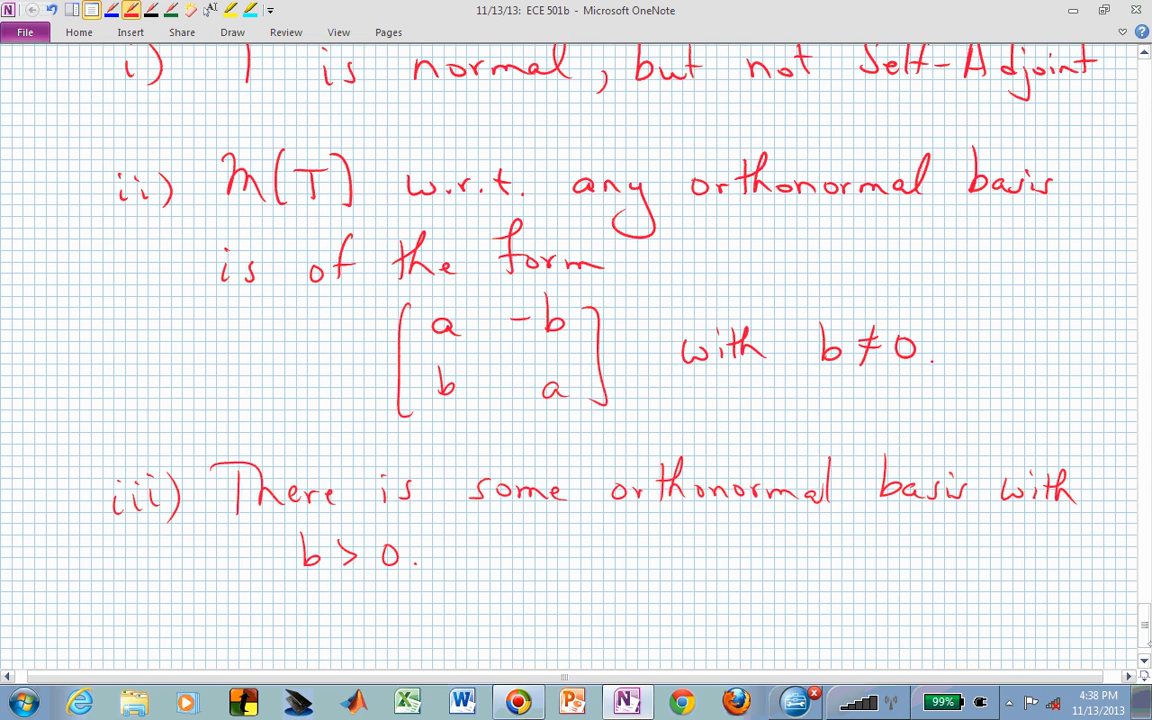 11/13/13: ECE 501b - Microsoft OneNote
File Home Insert Share Draw Review View Pages
i) T is normal, but not Self-Adjoint
ii) M(T) w.r.t. any orthonormal basis
is of the form
[ a -b
b a ] with b ≠ 0.
iii) There is some orthonormal basis with
b > 0.
99%
4:38 PM
11/13/2013